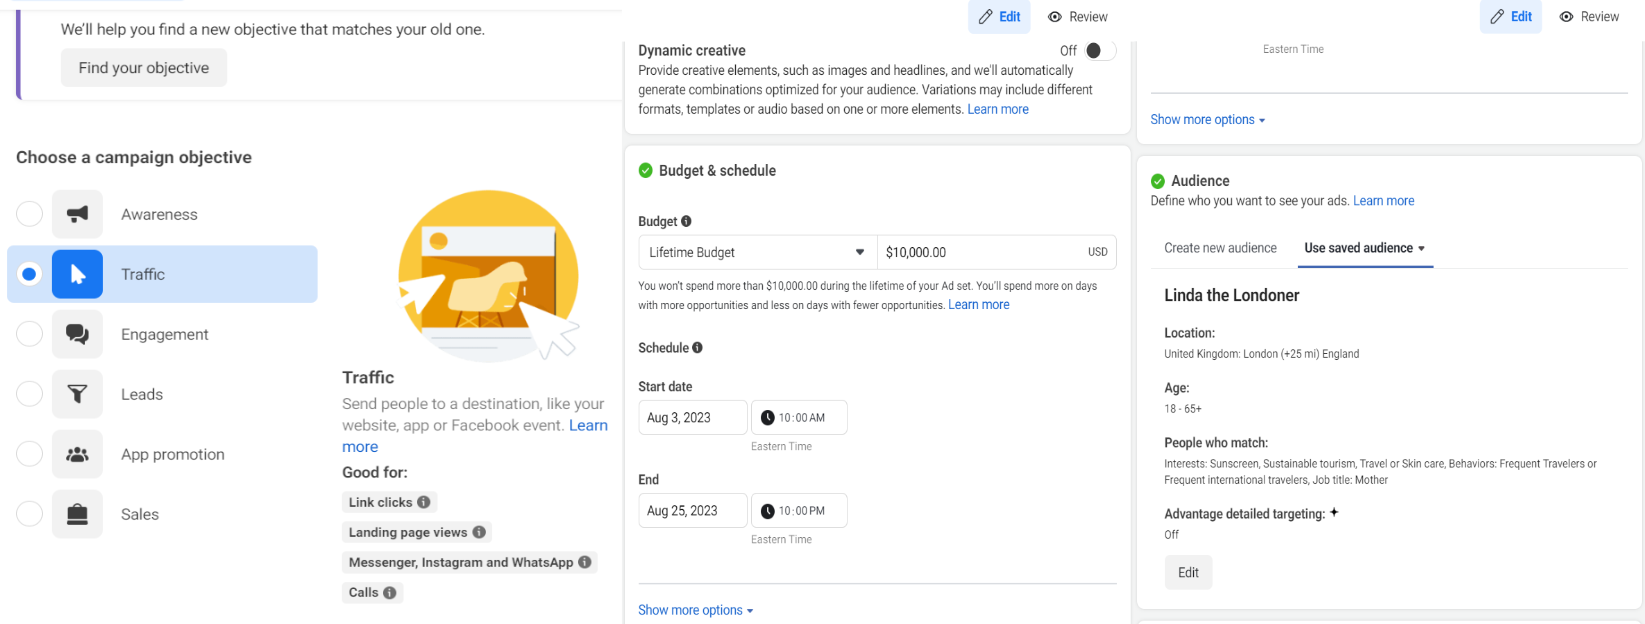 We'll help you find a new objective that matches your old one.
Find your objective
Choose a campaign objective
Awareness
Traffic
Engagement
Leads
App promotion
Sales
Traffic
Send people to a destination, like your
website, app or Facebook event. Learn
more
Good for:
Link clicks
Landing page views
Messenger, Instagram and WhatsApp
Calls
Edit
Review
Dynamic creative
Off
Provide creative elements, such as images and headlines, and we'll automatically
generate combinations optimized for your audience. Variations may include different
formats, templates or audio based on one or more elements. Learn more
Budget & schedule
Budget
Lifetime Budget
$10,000.00
USD
You won't spend more than $10,000.00 during the lifetime of your Ad set. You'll spend more on days
with more opportunities and less on days with fewer opportunities. Learn more
Schedule
Start date
Aug 3, 2023
10:00 AM
Eastern Time
End
Aug 25, 2023
10:00 PM
Eastern Time
Show more options
Edit
Review
Eastern Time
Show more options
Audience
Define who you want to see your ads. Learn more
Create new audience
Use saved audience
Linda the Londoner
Location:
United Kingdom: London (+25 mi) England
Age:
18 - 65+
People who match:
Interests: Sunscreen, Sustainable tourism, Travel or Skin care, Behaviors: Frequent Travelers or
Frequent international travelers, Job title: Mother
Advantage detailed targeting:
Off
Edit